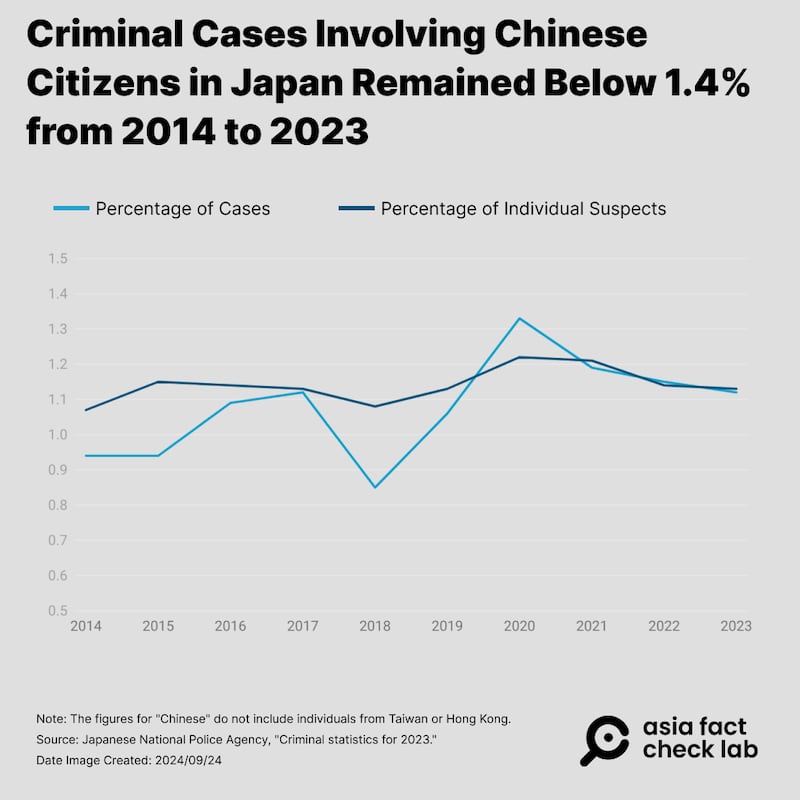 Criminal Cases Involving Chinese
Citizens in Japan Remained Below 1.4%
from 2014 to 2023
Percentage of Cases
Percentage of Individual Suspects
1.5
1.4
1.3
1.2
1.1
1.0
0.9
0.8
0.7
0.6
0.5
2014 2015 2016 2017 2018 2019 2020 2021 2022 2023
Note: The figures for "Chinese" do not include individuals from Taiwan or Hong Kong.
Source: Japanese National Police Agency, "Criminal statistics for 2023."
Date Image Created: 2024/09/24
asia fact
check lab